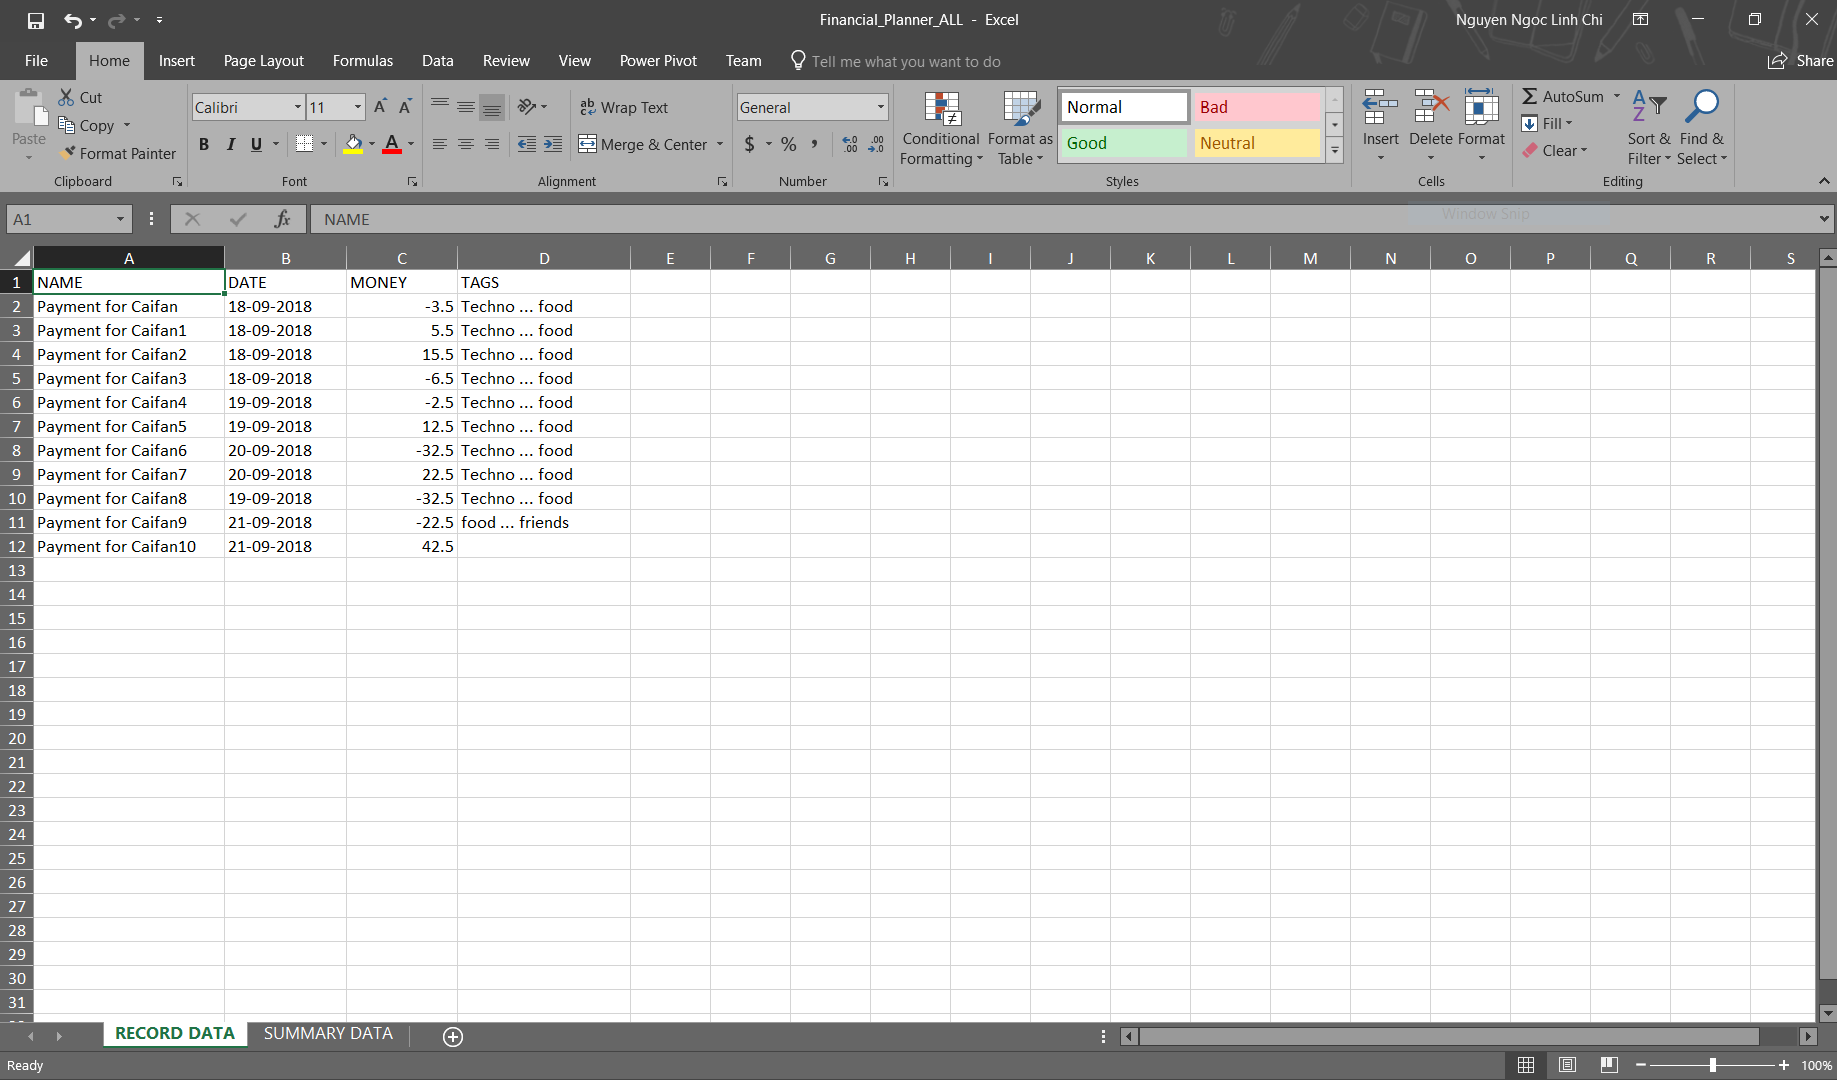 Financial_Planner_ALL - Excel
Nguyen Ngoc Linh Chi
File Home Insert Page Layout Formulas Data Review View Power Pivot Team Tell me what you want to do Share
Paste
Cut
Copy
Format Painter
Clipboard
Calibri 11
B I U
Font
Wrap Text
Merge & Center
Alignment
General
$ % ,
Number
Conditional Formatting
Format as Table
Normal Bad
Good Neutral
Styles
Insert Delete Format
Cells
AutoSum
Fill
Clear
Sort & Filter
Find & Select
Editing
A1 fx NAME
Window Snip
A B C D E F G H I J K L M N O P Q R S
1 NAME DATE MONEY TAGS
2 Payment for Caifan 18-09-2018 -3.5 Techno ... food
3 Payment for Caifan1 18-09-2018 5.5 Techno ... food
4 Payment for Caifan2 18-09-2018 15.5 Techno ... food
5 Payment for Caifan3 18-09-2018 -6.5 Techno ... food
6 Payment for Caifan4 19-09-2018 -2.5 Techno ... food
7 Payment for Caifan5 19-09-2018 12.5 Techno ... food
8 Payment for Caifan6 20-09-2018 -32.5 Techno ... food
9 Payment for Caifan7 20-09-2018 22.5 Techno ... food
10 Payment for Caifan8 19-09-2018 -32.5 Techno ... food
11 Payment for Caifan9 21-09-2018 -22.5 food ... friends
12 Payment for Caifan10 21-09-2018 42.5
13
14
15
16
17
18
19
20
21
22
23
24
25
26
27
28
29
30
31
RECORD DATA SUMMARY DATA
Ready
100%